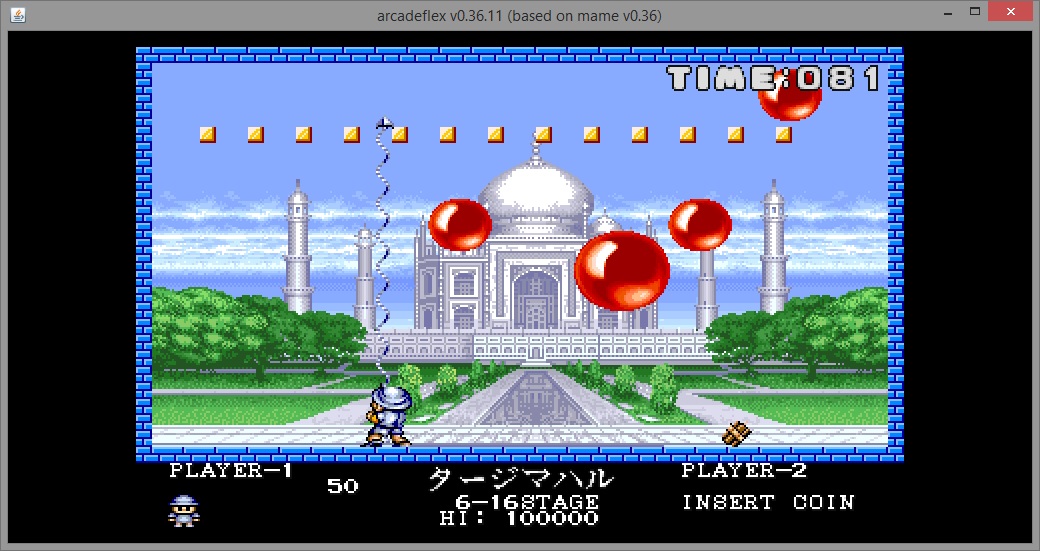 arcadeflex v0.36.11 (based on mame v0.36)
TIME:081
PLAYER-1
50
タージマハル
6-16STAGE
HI: 100000
PLAYER-2
INSERT COIN